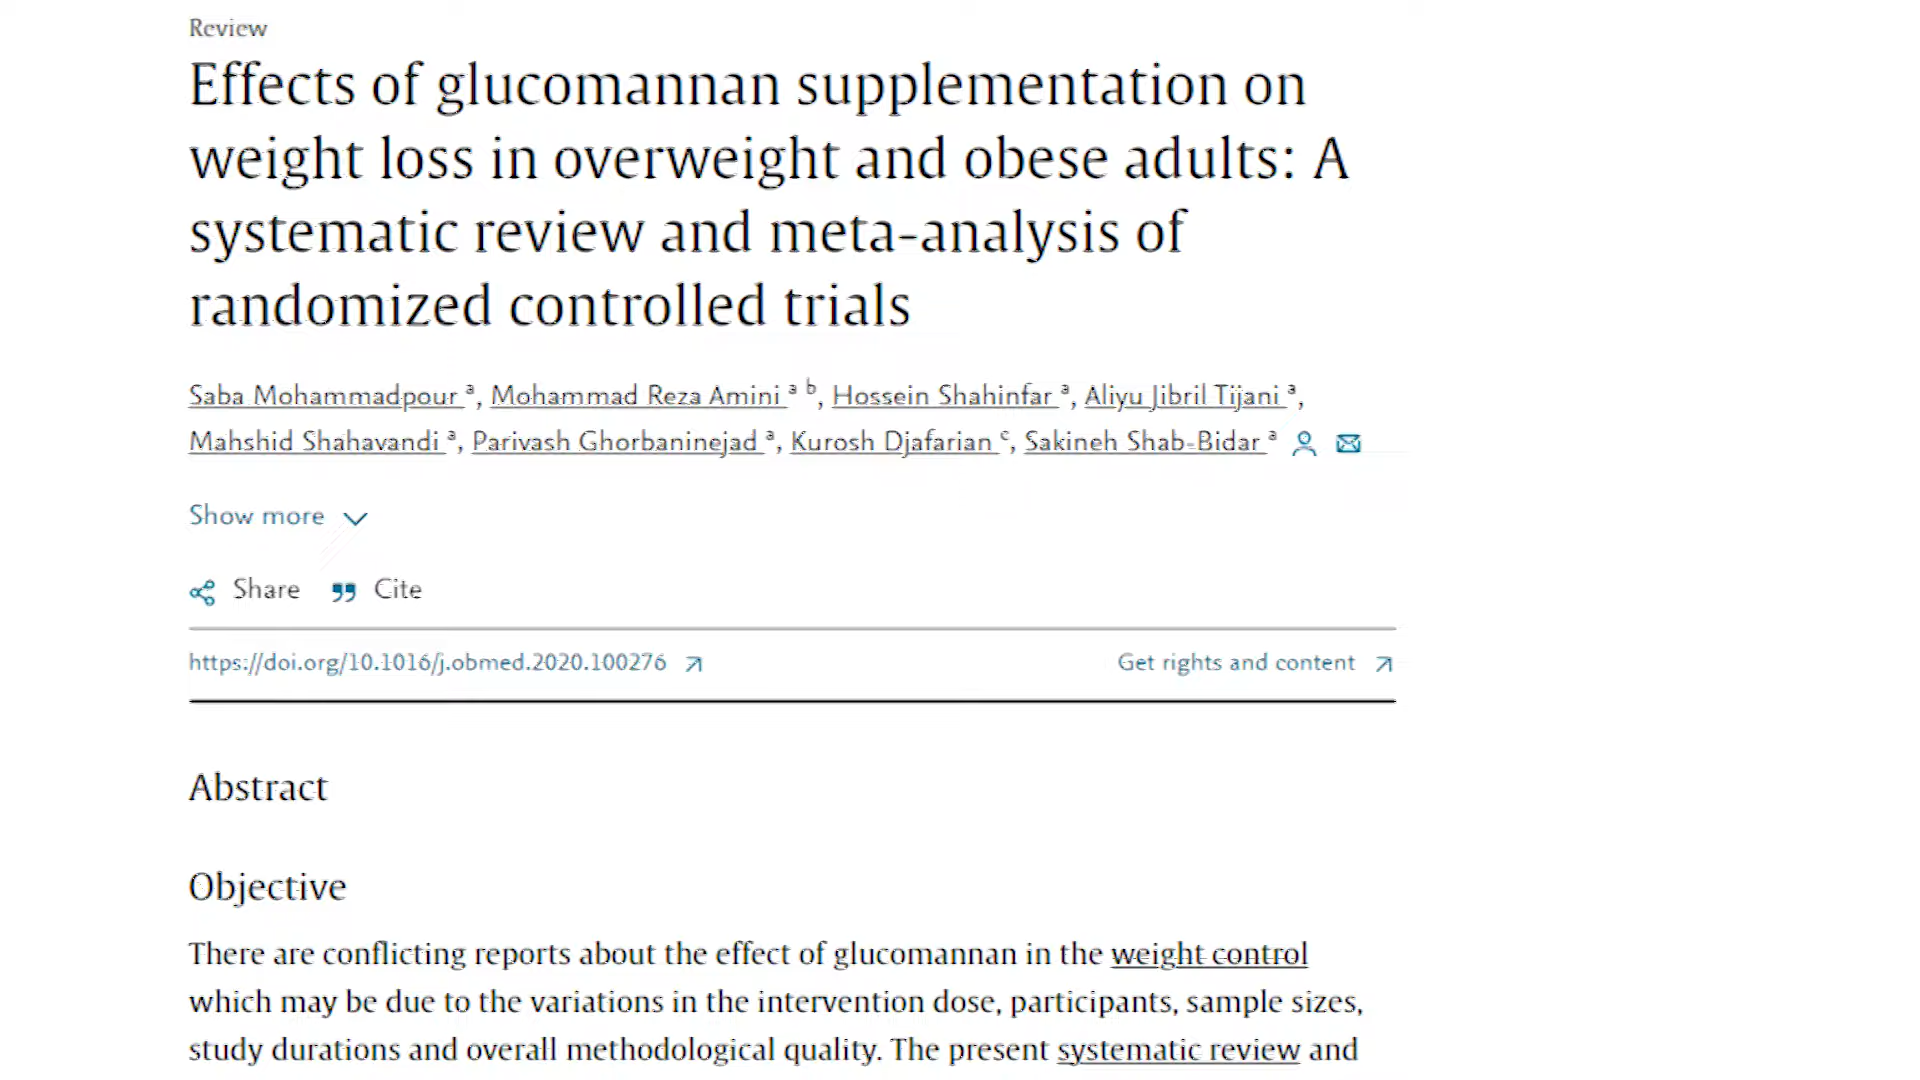 Review
Effects of glucomannan supplementation on
weight loss in overweight and obese adults: A
systematic review and meta-analysis of
randomized controlled trials
Saba Mohammadpour a, Mohammad Reza Amini a b, Hossein Shahinfar a, Aliyu Jibril Tijani a,
Mahshid Shahavandi a, Parivash Ghorbaninejad a, Kurosh Djafarian c, Sakineh Shab-Bidar a
Show more
Share Cite
https://doi.org/10.1016/j.obmed.2020.100276 Get rights and content
Abstract
Objective
There are conflicting reports about the effect of glucomannan in the weight control
which may be due to the variations in the intervention dose, participants, sample sizes,
study durations and overall methodological quality. The present systematic review and